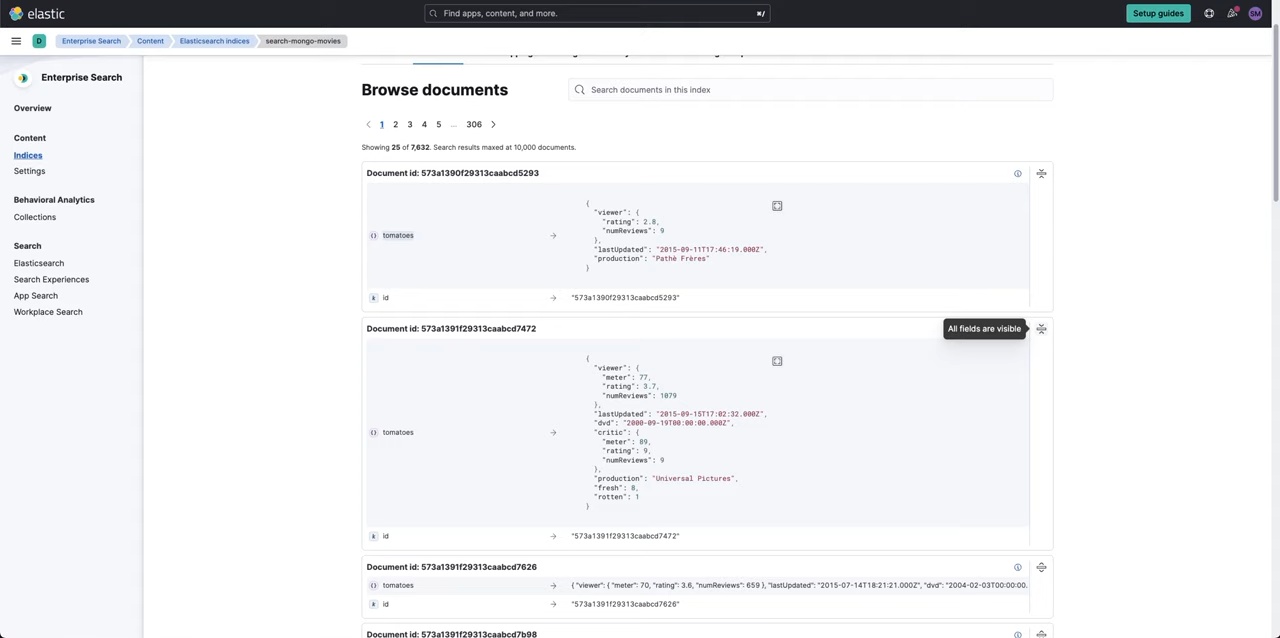 elastic
Find apps, content, and more.
⌘/
Setup guides
SM
D
Enterprise Search
Content
Elasticsearch indices
search-mongo-movies
Enterprise Search
Overview
Content
Indices
Settings
Behavioral Analytics
Collections
Search
Elasticsearch
Search Experiences
App Search
Workplace Search
Browse documents
Search documents in this index
1 2 3 4 5 ... 306
Showing 25 of 7,632. Search results maxed at 10,000 documents.
Document id: 573a1390f29313caabcd5293
tomatoes
{
"viewer": {
"rating": 2.8,
"numReviews": 9
},
"lastUpdated": "2015-09-11T17:46:19.000Z",
"production": "Pathè Frères"
}
id
"573a1390f29313caabcd5293"
Document id: 573a1391f29313caabcd7472
All fields are visible
tomatoes
{
"viewer": {
"meter": 77,
"rating": 3.7,
"numReviews": 1079
},
"lastUpdated": "2015-09-15T17:02:32.000Z",
"dvd": "2000-09-19T00:00:00.000Z",
"critic": {
"meter": 89,
"rating": 9,
"numReviews": 9
},
"production": "Universal Pictures",
"fresh": 8,
"rotten": 1
}
id
"573a1391f29313caabcd7472"
Document id: 573a1391f29313caabcd7626
tomatoes
{ "viewer": { "meter": 70, "rating": 3.6, "numReviews": 659 }, "lastUpdated": "2015-07-14T18:21:21.000Z", "dvd": "2004-02-03T00:00:00.
id
"573a1391f29313caabcd7626"
Document id: 573a1391f29313caabcd7b98